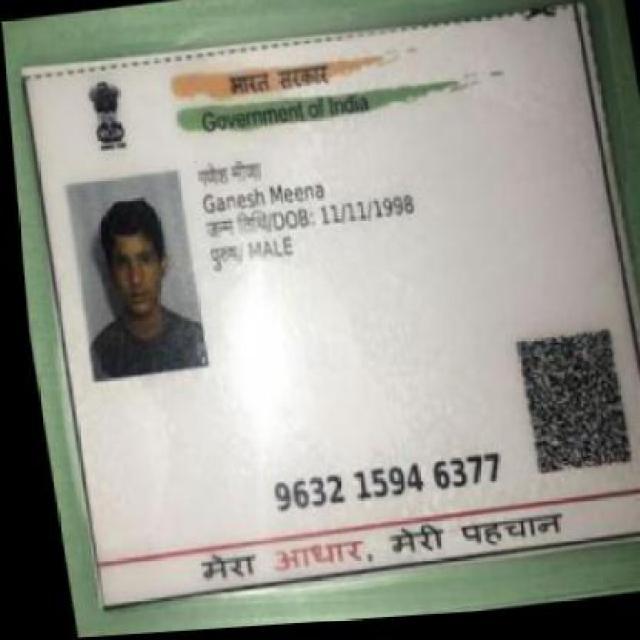 भारत सरकार
Government of India
गणेश मीणा
Ganesh Meena
जन्म तिथि/DOB: 11/11/1998
पुरुष/ MALE
9632 1594 6377
मेरा आधार, मेरी पहचान